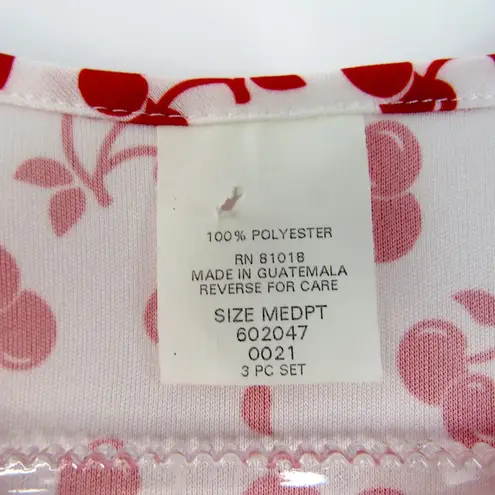 100% POLYESTER
RN 81018
MADE IN GUATEMALA
REVERSE FOR CARE
SIZE MEDPT
602047
0021
3 PC SET